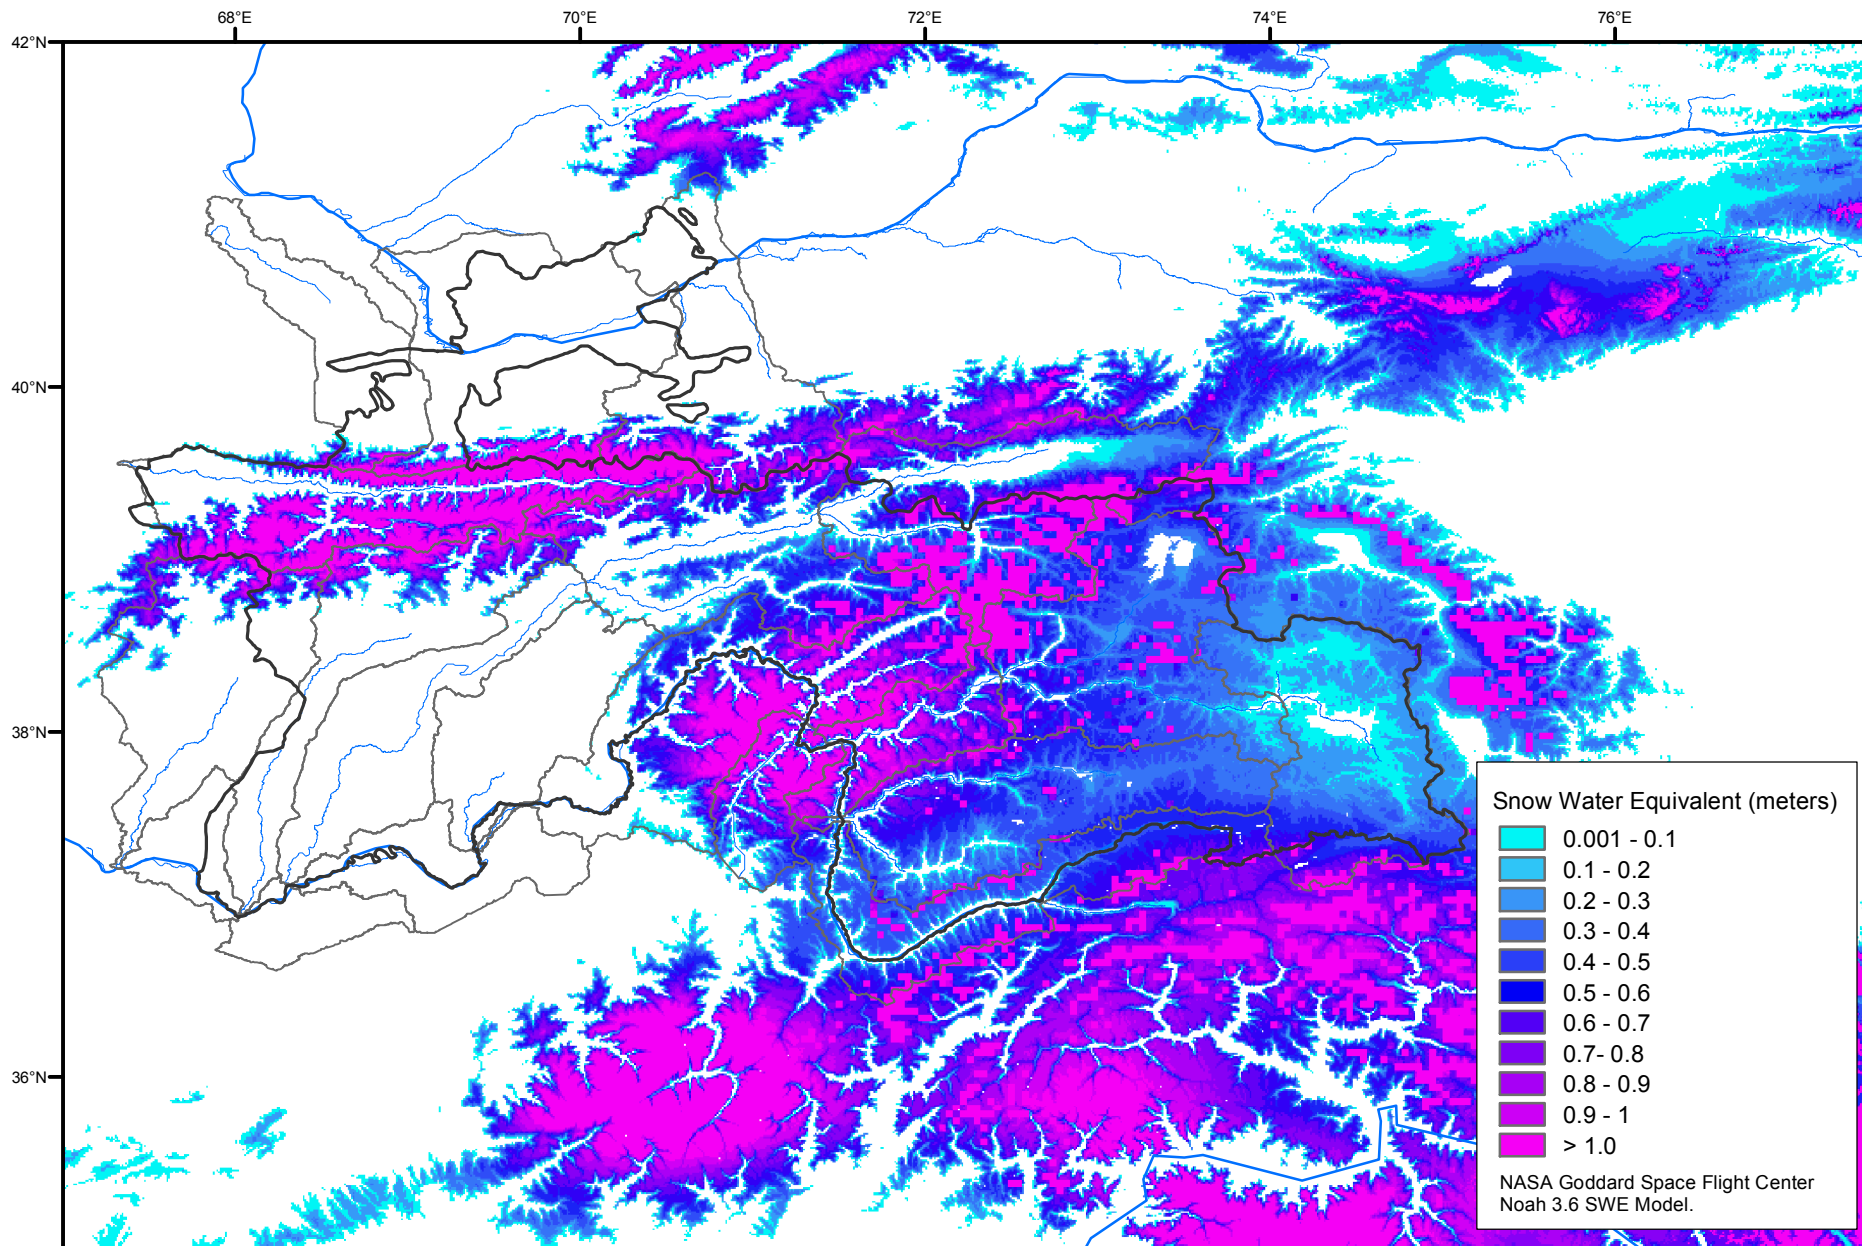 68°E 70°E 72°E 74°E 76°E
42°N
40°N
38°N
36°N
Snow Water Equivalent (meters)
0.001 - 0.1
0.1 - 0.2
0.2 - 0.3
0.3 - 0.4
0.4 - 0.5
0.5 - 0.6
0.6 - 0.7
0.7- 0.8
0.8 - 0.9
0.9 - 1
> 1.0
NASA Goddard Space Flight Center
Noah 3.6 SWE Model.